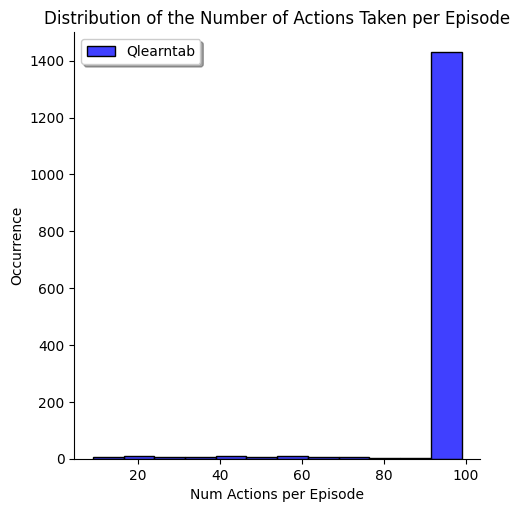 Distribution of the Number of Actions Taken per Episode
Qlearntab
1400
1200
1000
800
600
400
200
0
Occurrence
20 40 60 80 100
Num Actions per Episode